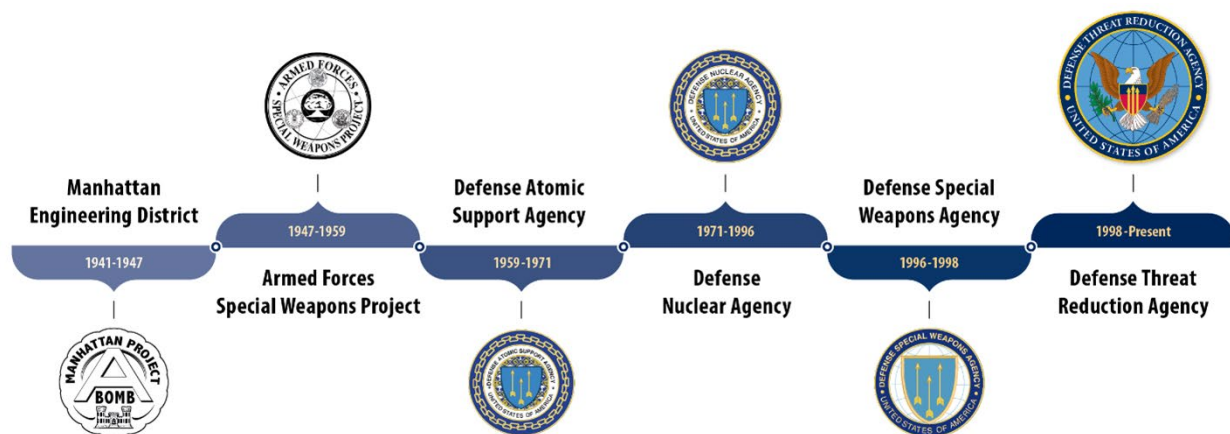 Manhattan
Engineering District
1941-1947
MANHATTAN PROJECT
A
BOMB
ARMED FORCES
SPECIAL WEAPONS PROJECT
1947-1959
Armed Forces
Special Weapons Project
Defense Atomic
Support Agency
1959-1971
DEFENSE ATOMIC SUPPORT AGENCY
UNITED STATES OF AMERICA
DEFENSE NUCLEAR AGENCY
UNITED STATES OF AMERICA
1971-1996
Defense
Nuclear Agency
Defense Special
Weapons Agency
1996-1998
DEFENSE SPECIAL WEAPONS AGENCY
UNITED STATES OF AMERICA
DEFENSE THREAT REDUCTION AGENCY
UNITED STATES OF AMERICA
1998-Present
Defense Threat
Reduction Agency